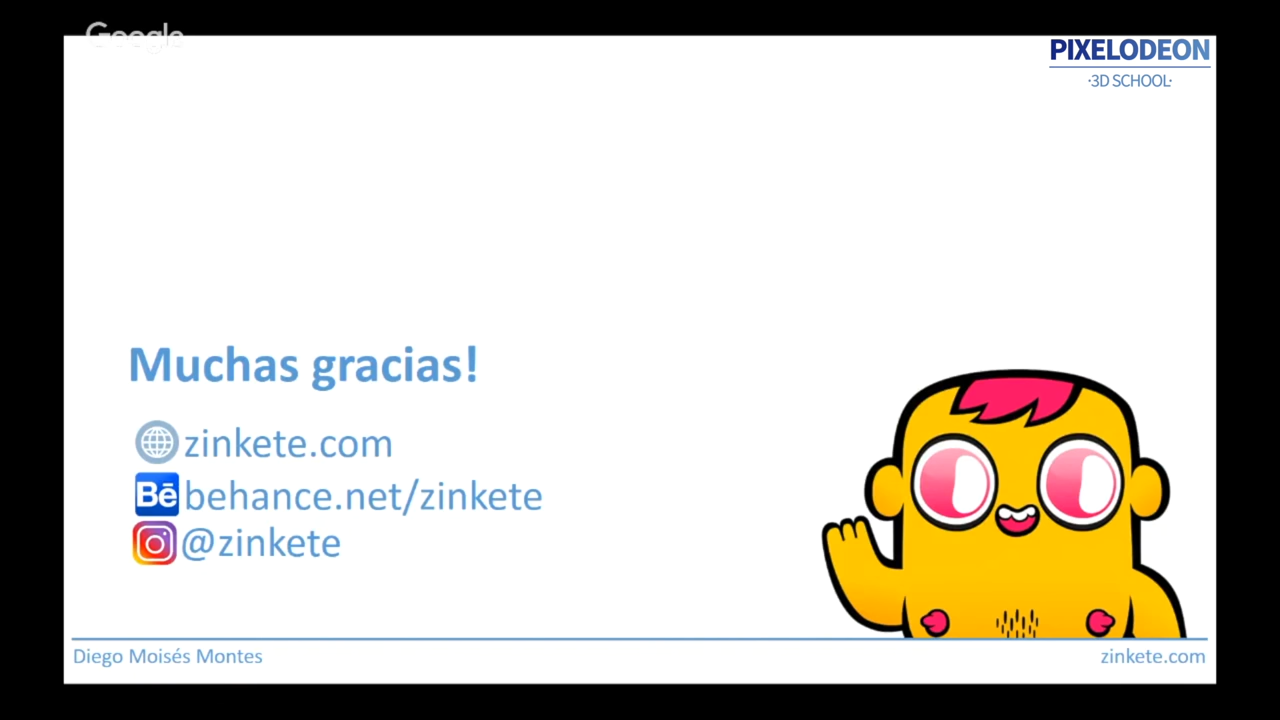 Google
PIXELODEON
·3D SCHOOL·
Muchas gracias!
zinkete.com
Bē behance.net/zinkete
@zinkete
Diego Moisés Montes
zinkete.com